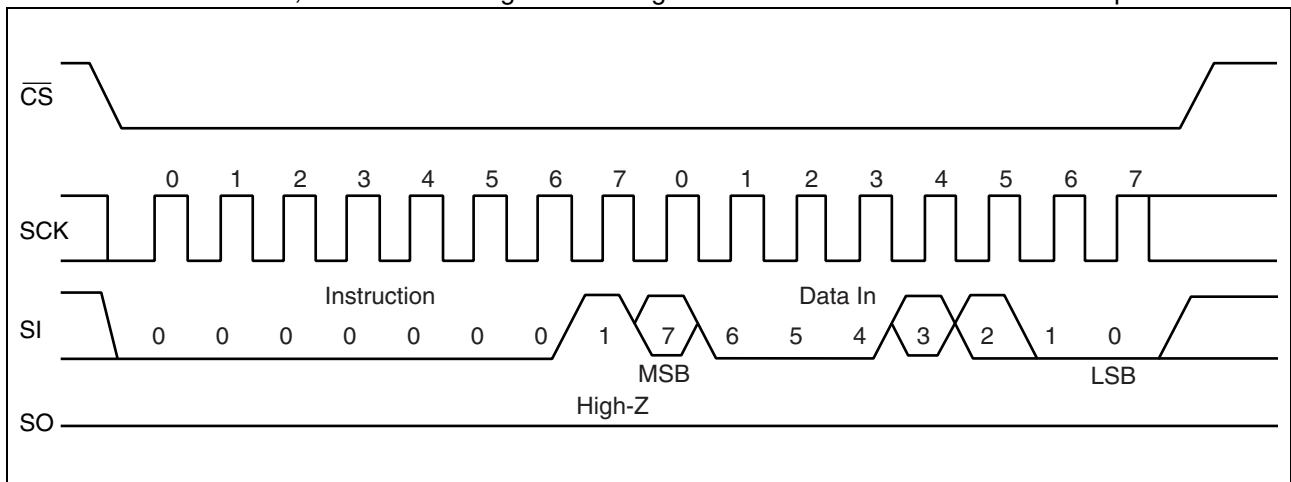 CS
0 1 2 3 4 5 6 7 0 1 2 3 4 5 6 7
SCK
Instruction Data In
SI
0 0 0 0 0 0 0 1 7 6 5 4 3 2 1 0
MSB LSB
High-Z
SO